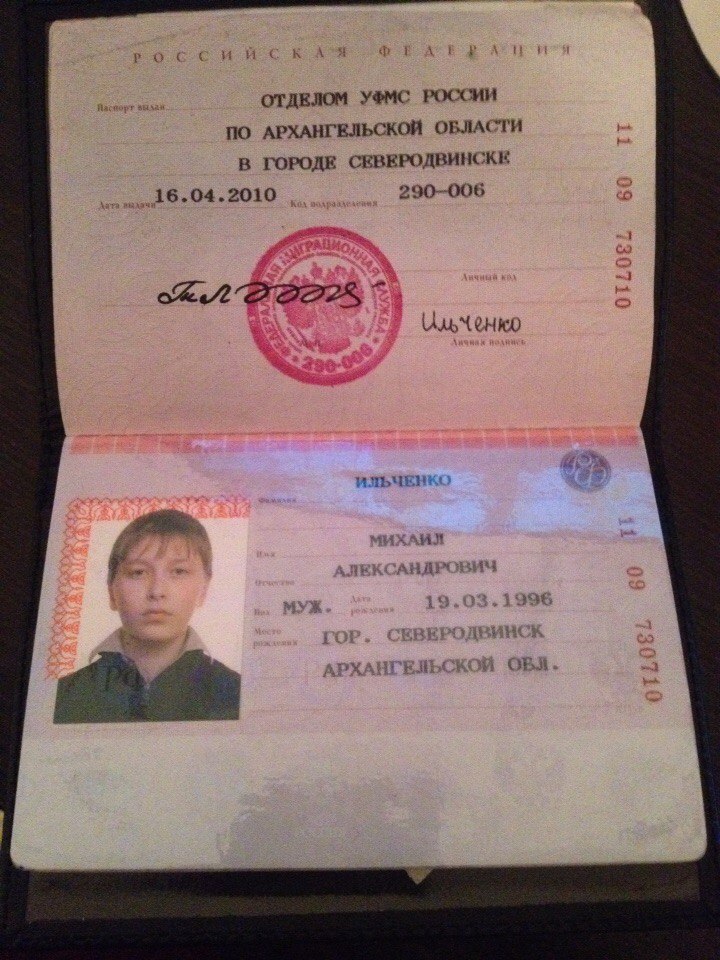 РОССИЙСКАЯ ФЕДЕРАЦИЯ
Паспорт выдан ОТДЕЛОМ УФМС РОССИИ
ПО АРХАНГЕЛЬСКОЙ ОБЛАСТИ
В ГОРОДЕ СЕВЕРОДВИНСКЕ
Дата выдачи 16.04.2010 Код подразделения 290-006
11 09 730710
ФЕДЕРАЛЬНАЯ МИГРАЦИОННАЯ СЛУЖБА
290-006
Личный код
Ильченко
Личная подпись
ИЛЬЧЕНКО
Фамилия
МИХАИЛ
Имя
АЛЕКСАНДРОВИЧ
Отчество
Пол МУЖ. Дата рождения 19.03.1996
Место рождения ГОР. СЕВЕРОДВИНСК
АРХАНГЕЛЬСКОЙ ОБЛ.
РФ
11 09 730710